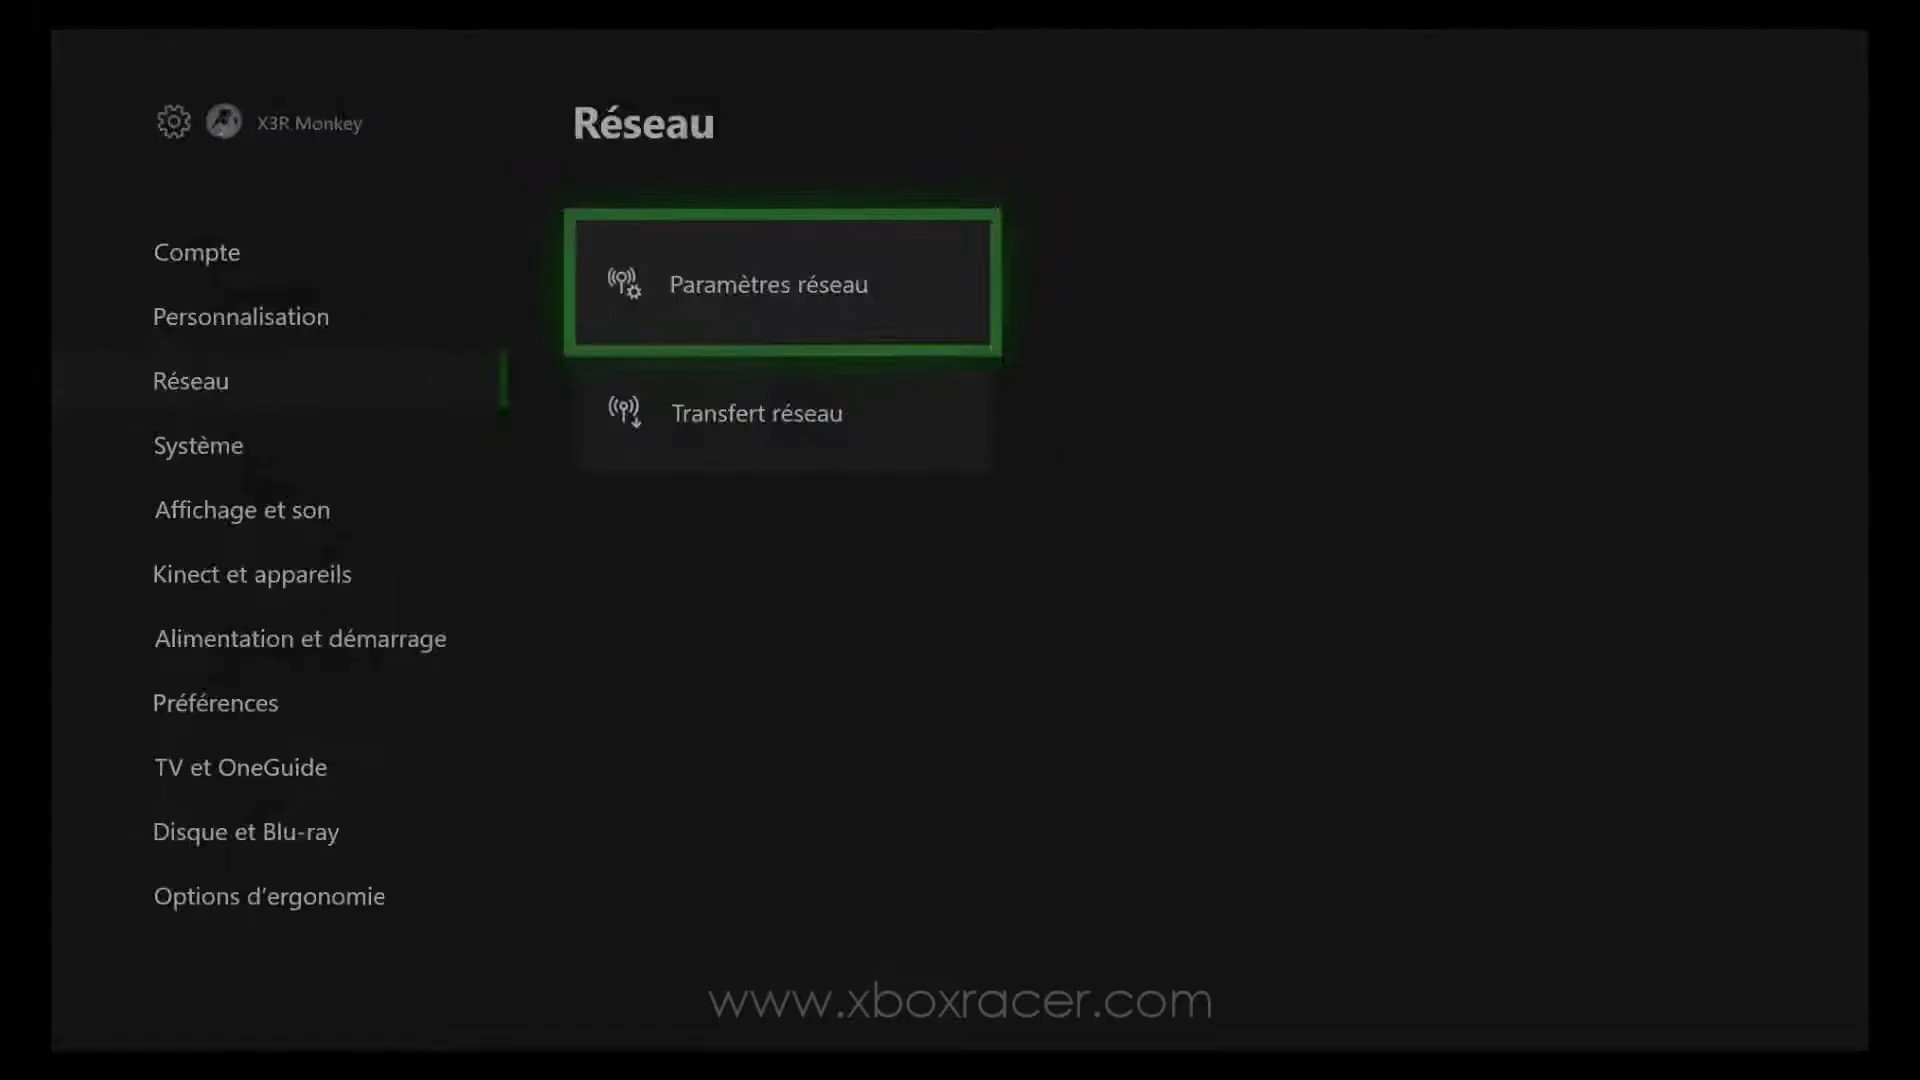 X3R Monkey
Réseau
Compte
Personnalisation
Réseau
Système
Affichage et son
Kinect et appareils
Alimentation et démarrage
Préférences
TV et OneGuide
Disque et Blu-ray
Options d’ergonomie
Paramètres réseau
Transfert réseau
www.xboxracer.com